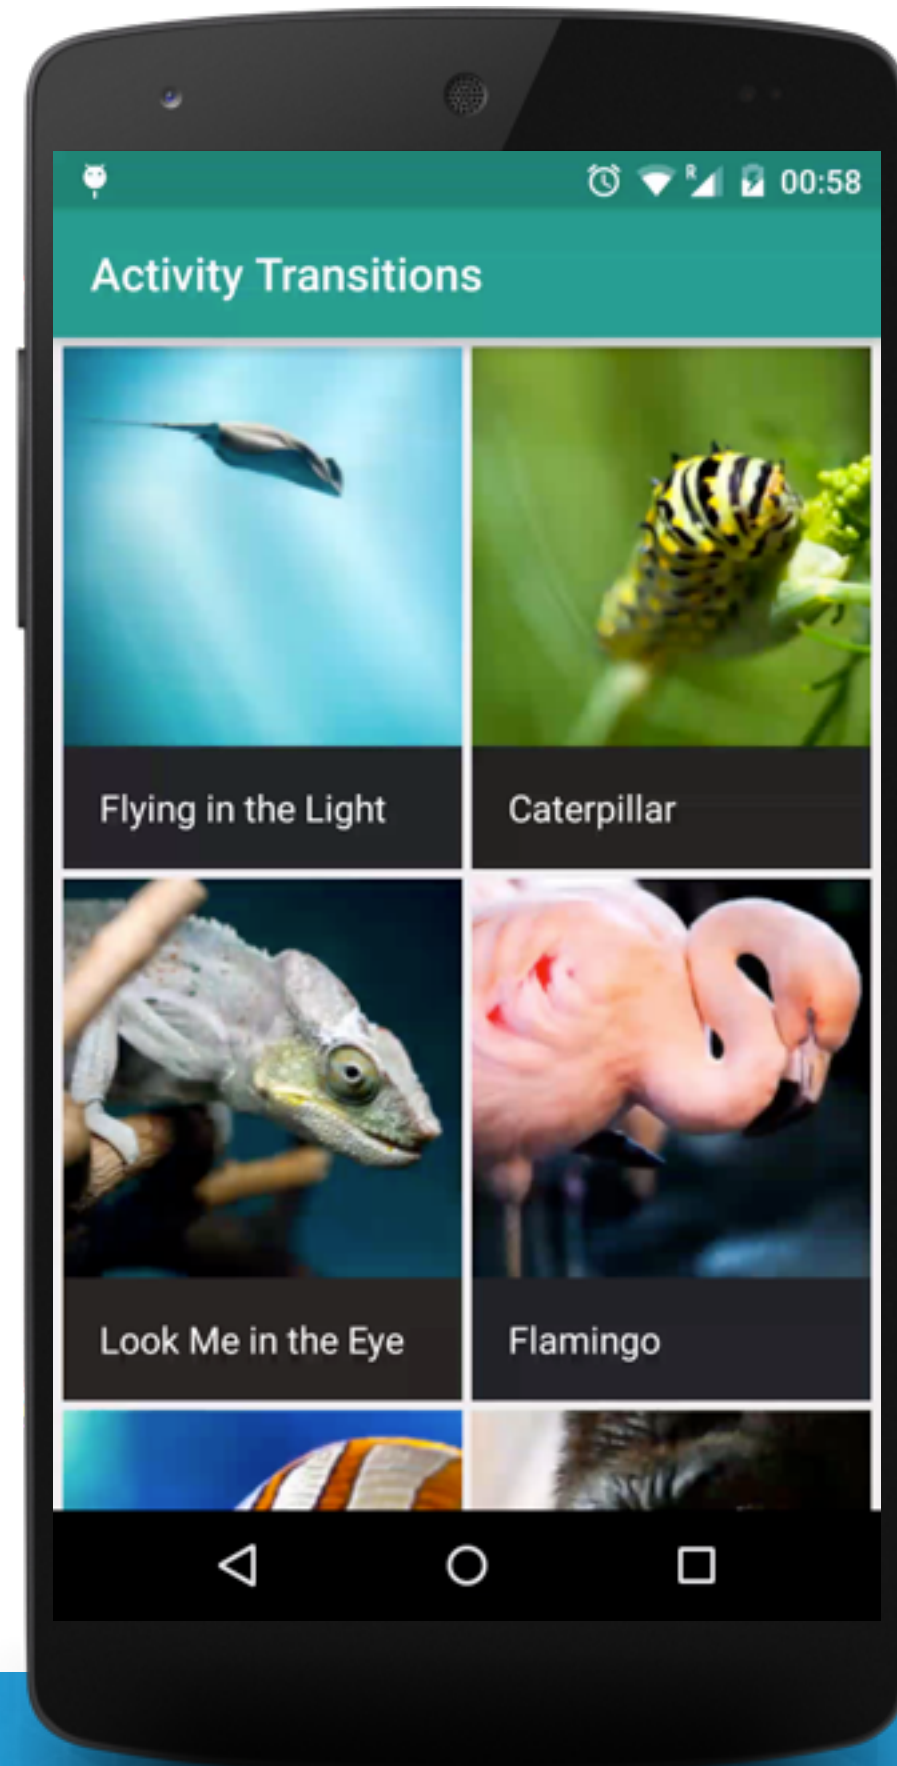 R
00:58
Activity Transitions
Flying in the Light
Caterpillar
Look Me in the Eye
Flamingo